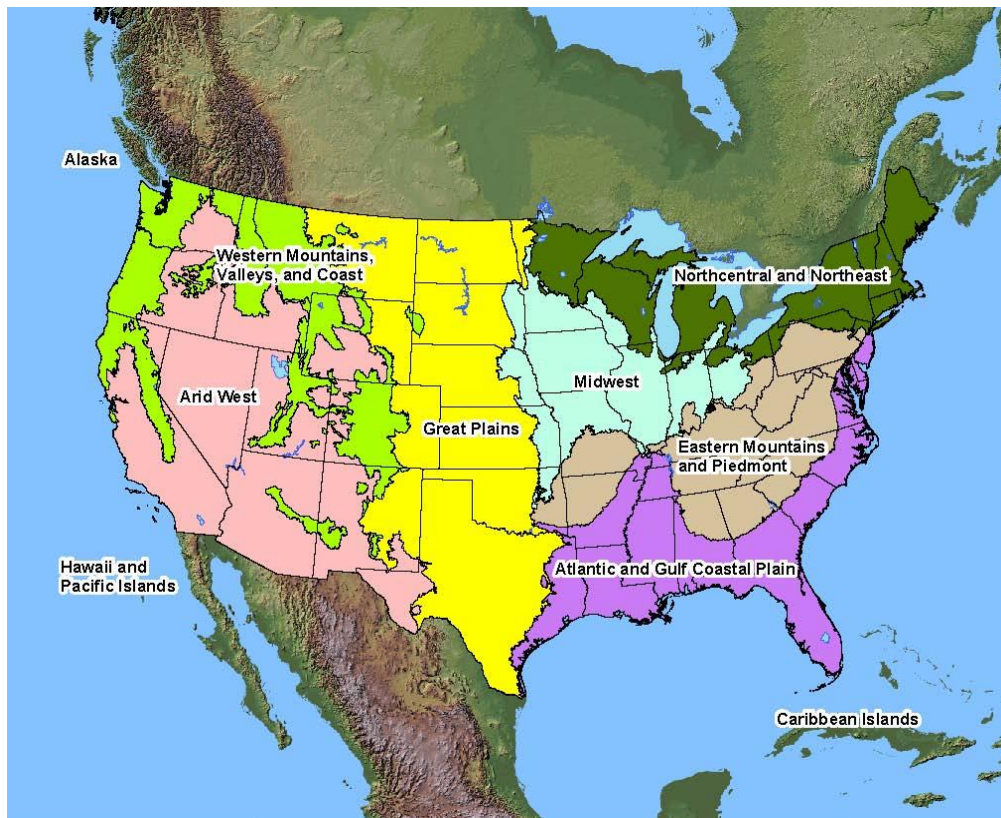 Alaska
Western Mountains,
Valleys, and Coast
Northcentral and Northeast
Arid West
Midwest
Great Plains
Eastern Mountains
and Piedmont
Hawaii and
Pacific Islands
Atlantic and Gulf Coastal Plain
Caribbean Islands